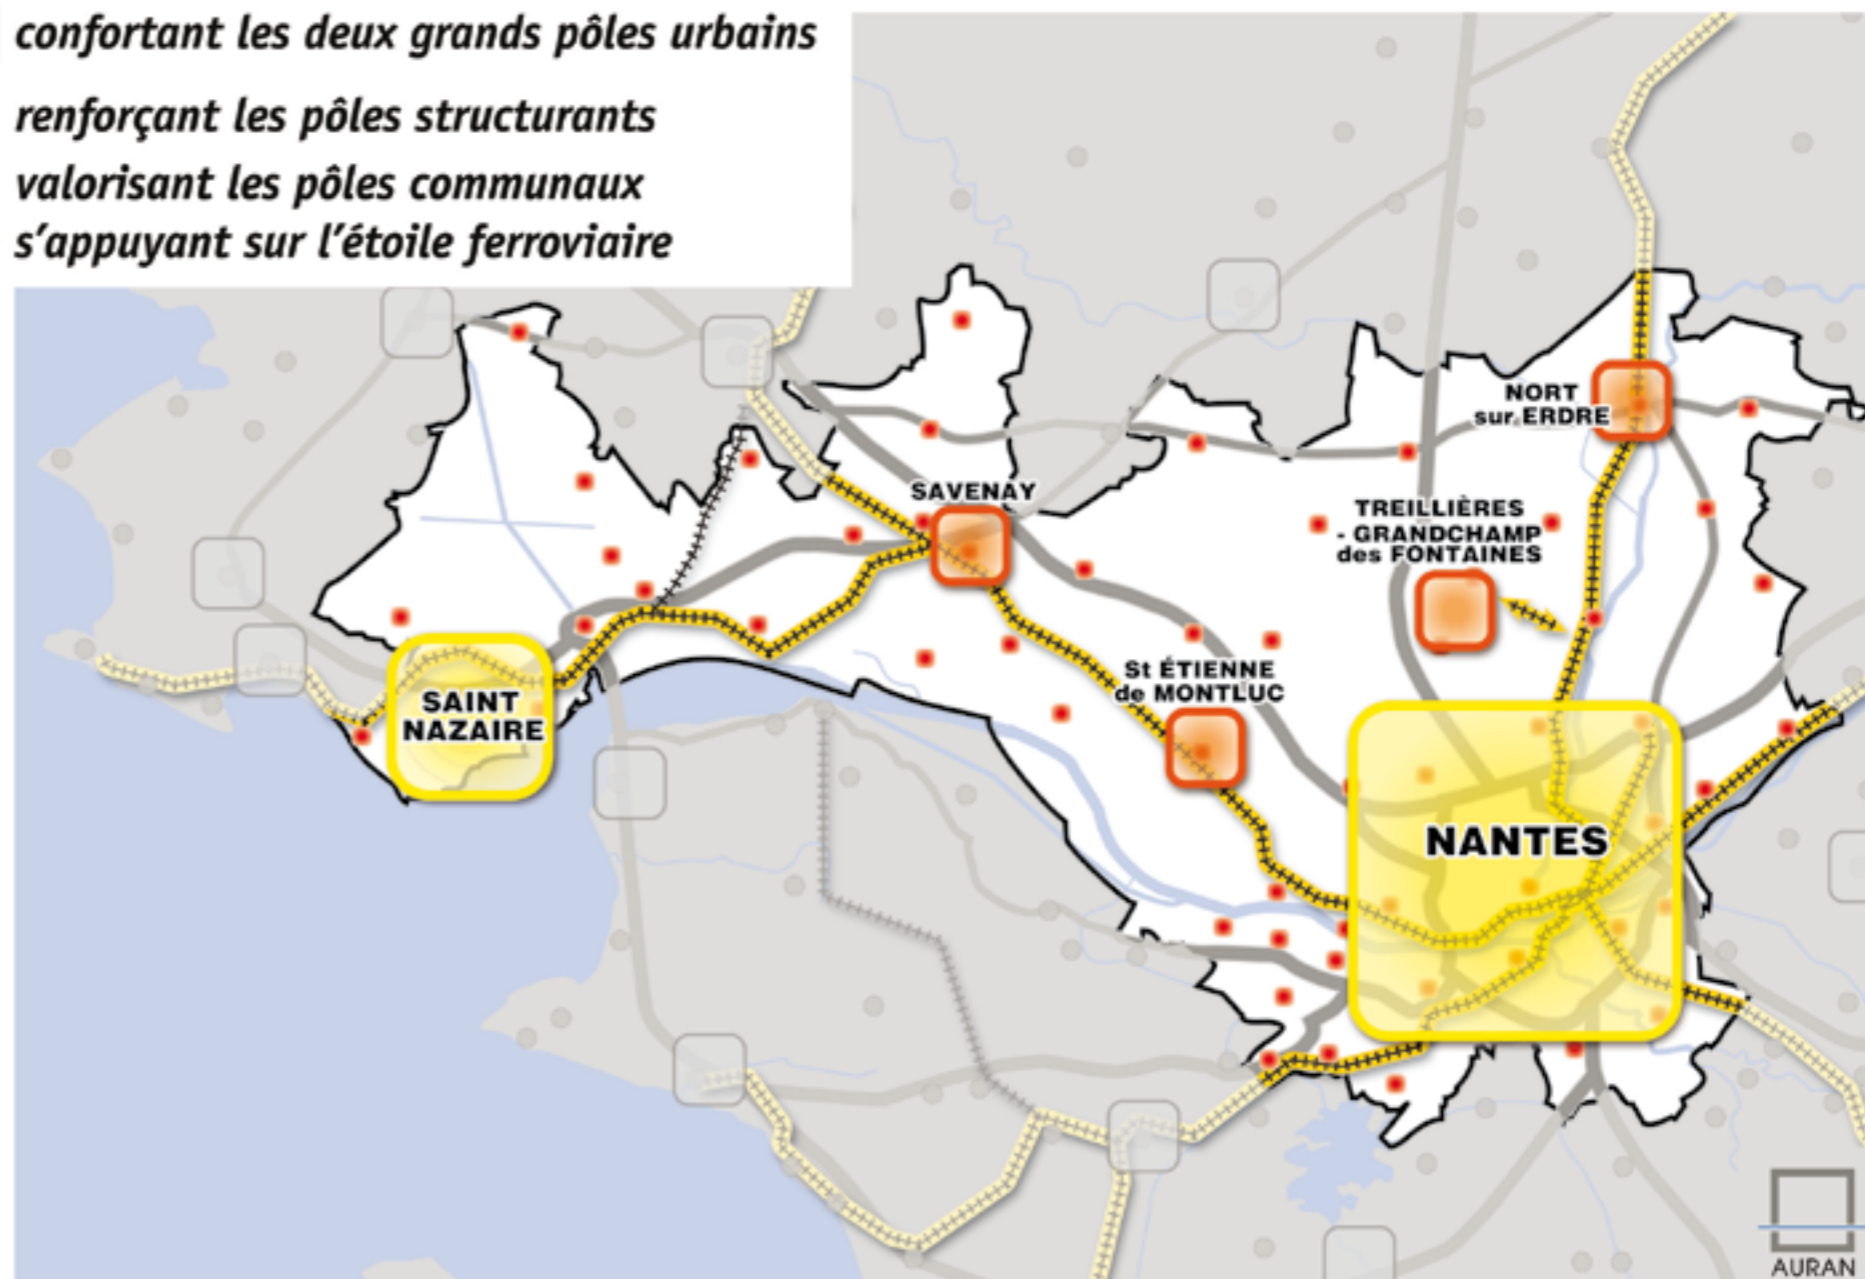 confortant les deux grands pôles urbains
renforçant les pôles structurants
valorisant les pôles communaux
s'appuyant sur l'étoile ferroviaire
NORT
sur ERDRE
SAVENAY
TREILLIÈRES
- GRANDCHAMP
des FONTAINES
St ÉTIENNE
de MONTLUC
SAINT
NAZAIRE
NANTES
AURAN